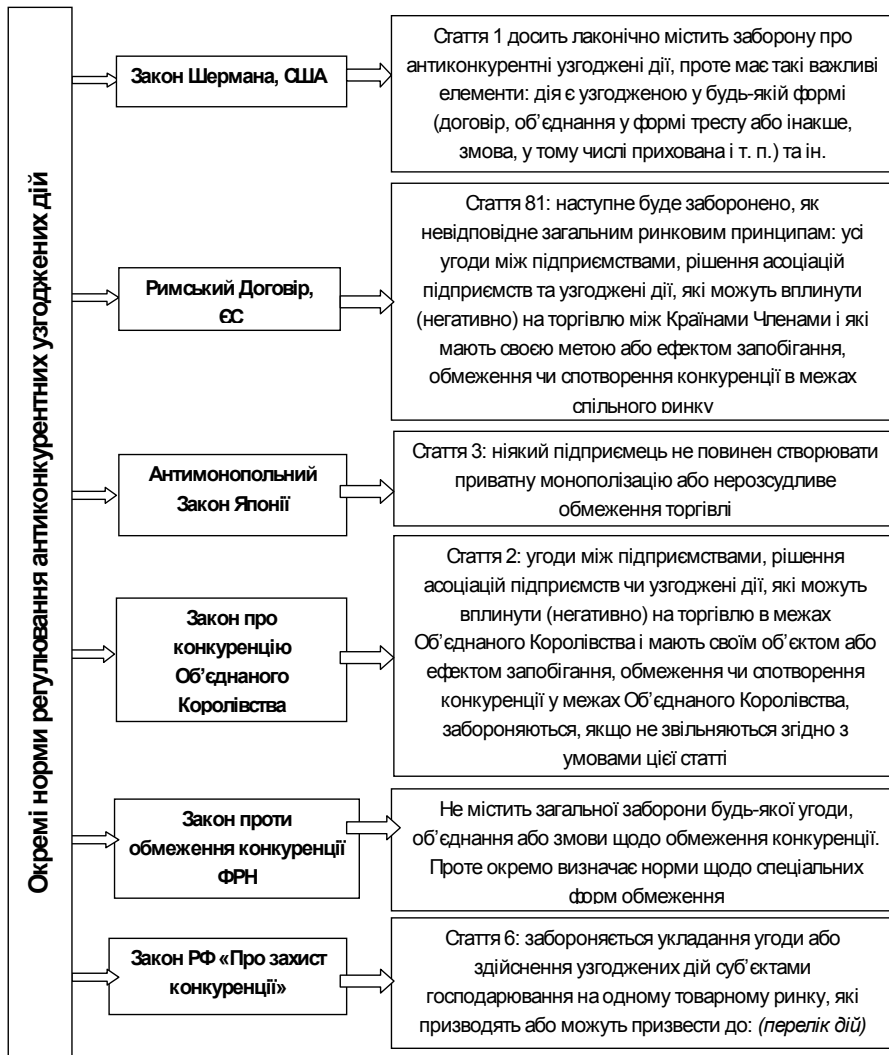 Окремі норми регулювання антиконкурентних узгоджених дій
Закон Шермана, США
Стаття 1 досить лаконічно містить заборону про
антиконкурентні узгоджені дії, проте має такі важливі
елементи: дія є узгодженою у будь-якій формі
(договір, об’єднання у формі тресту або інакше,
змова, у тому числі прихована і т. п.) та ін.
Римський Договір,
ЄС
Стаття 81: наступне буде заборонено, як
невідповідне загальним ринковим принципам: усі
угоди між підприємствами, рішення асоціацій
підприємств та узгоджені дії, які можуть вплинути
(негативно) на торгівлю між Країнами Членами і які
мають своєю метою або ефектом запобігання,
обмеження чи спотворення конкуренції в межах
спільного ринку
Антимонопольний
Закон Японії
Стаття 3: ніякий підприємець не повинен створювати
приватну монополізацію або нерозсудливе
обмеження торгівлі
Закон про
конкуренцію
Об’єднаного
Королівства
Стаття 2: угоди між підприємствами, рішення
асоціацій підприємств чи узгоджені дії, які можуть
вплинути (негативно) на торгівлю в межах
Об’єднаного Королівства і мають своїм об’єктом або
ефектом запобігання, обмеження чи спотворення
конкуренції у межах Об’єднаного Королівства,
забороняються, якщо не звільняються згідно з
умовами цієї статті
Закон проти
обмеження конкуренції
ФРН
Не містить загальної заборони будь-якої угоди,
об’єднання або змови щодо обмеження конкуренції.
Проте окремо визначає норми щодо спеціальних
форм обмеження
Закон РФ «Про захист
конкуренції»
Стаття 6: забороняється укладання угоди або
здійснення узгоджених дій суб’єктами
господарювання на одному товарному ринку, які
призводять або можуть призвести до: (перелік дій)